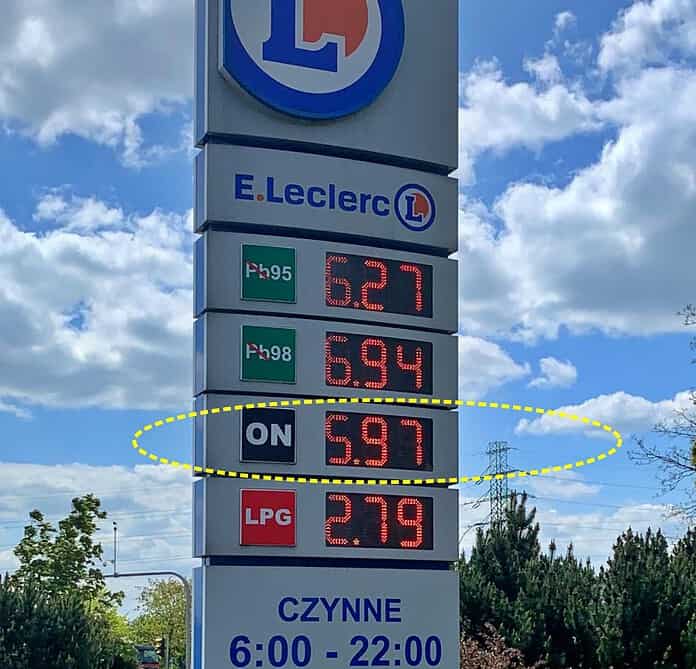 L
E.Leclerc L
Pb95 6.27
Pb98 6.94
ON 5.97
LPG 2.79
CZYNNE
6:00 - 22:00